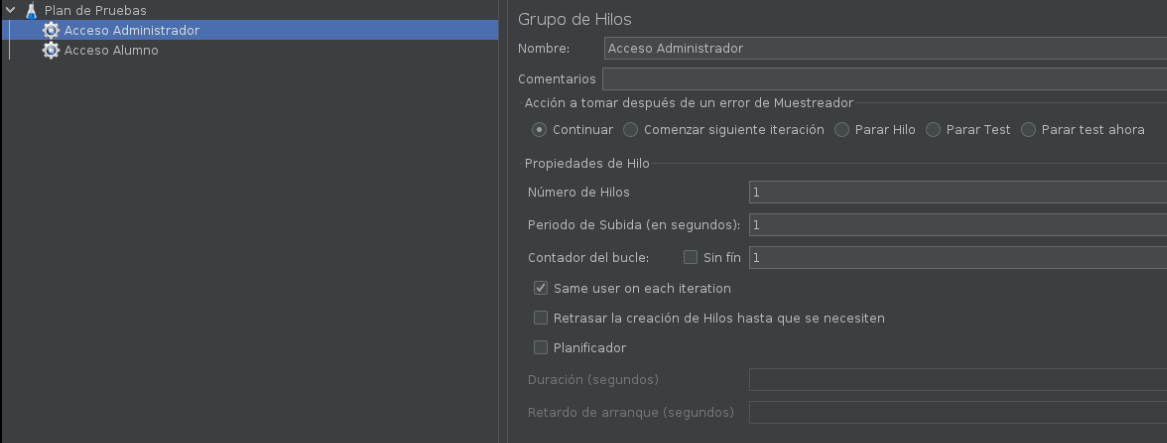 Plan de Pruebas
Acceso Administrador
Acceso Alumno
Grupo de Hilos
Nombre: Acceso Administrador
Comentarios
Acción a tomar después de un error de Muestreador
Continuar Comenzar siguiente iteración Parar Hilo Parar Test Parar test ahora
Propiedades de Hilo
Número de Hilos 1
Periodo de Subida (en segundos): 1
Contador del bucle: Sin fín 1
Same user on each iteration
Retrasar la creación de Hilos hasta que se necesiten
Planificador
Duración (segundos)
Retardo de arranque (segundos)